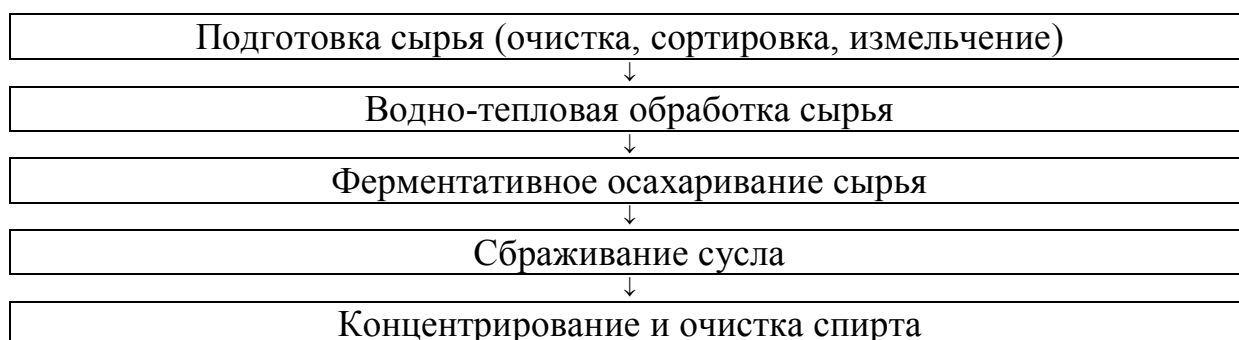 Подготовка сырья (очистка, сортировка, измельчение)
↓
Водно-тепловая обработка сырья
↓
Ферментативное осахаривание сырья
↓
Сбраживание сусла
↓
Концентрирование и очистка спирта